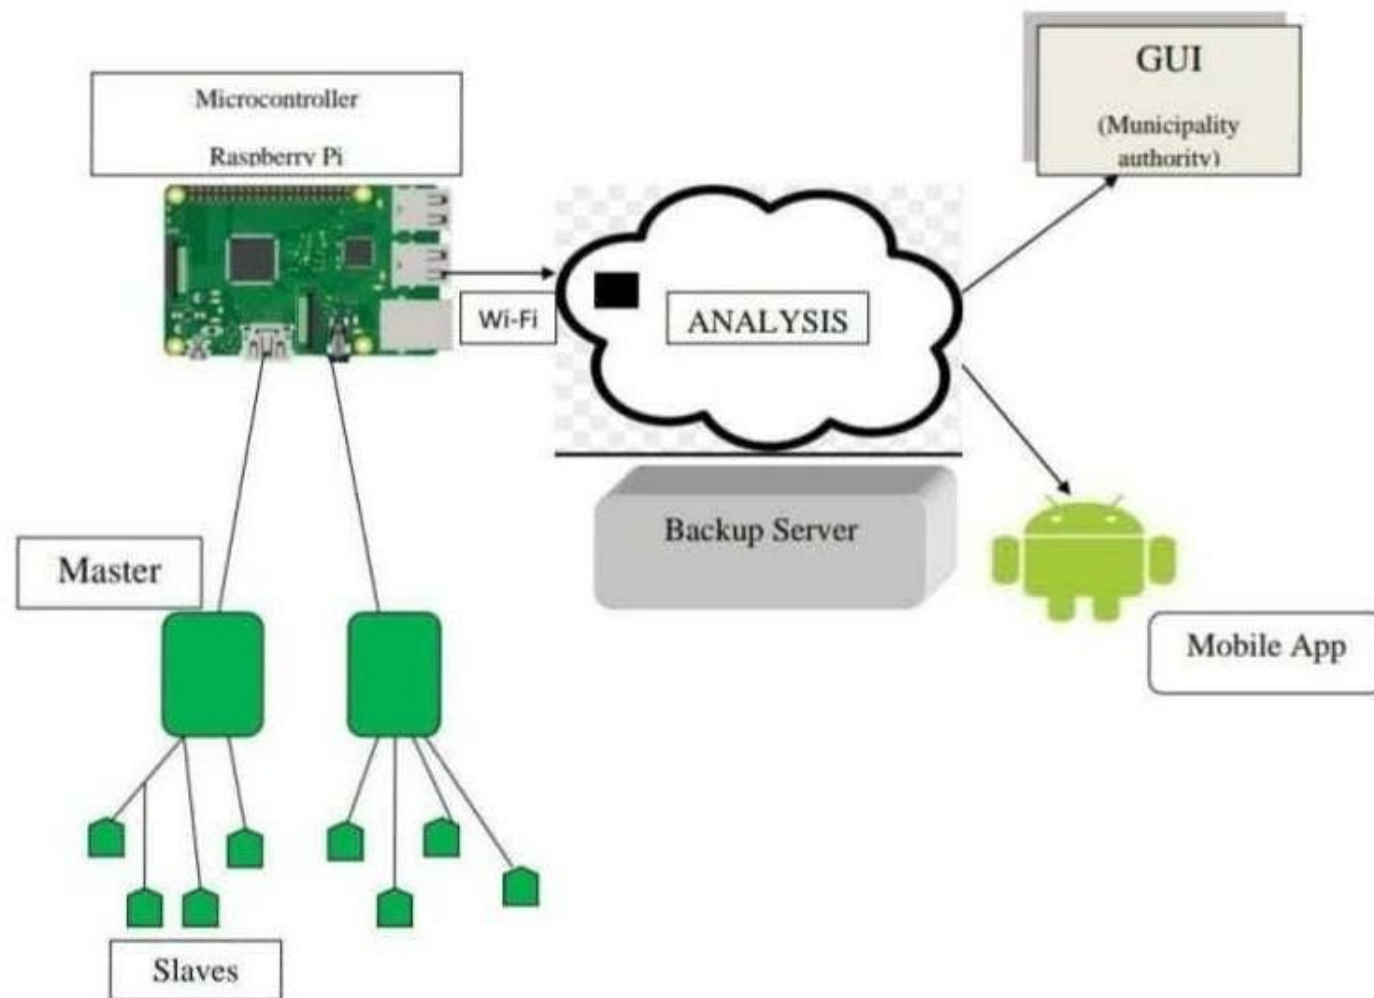 Microcontroller
Raspberry Pi
GUI
(Municipality
authority)
Wi-Fi
ANALYSIS
Backup Server
Master
Mobile App
Slaves